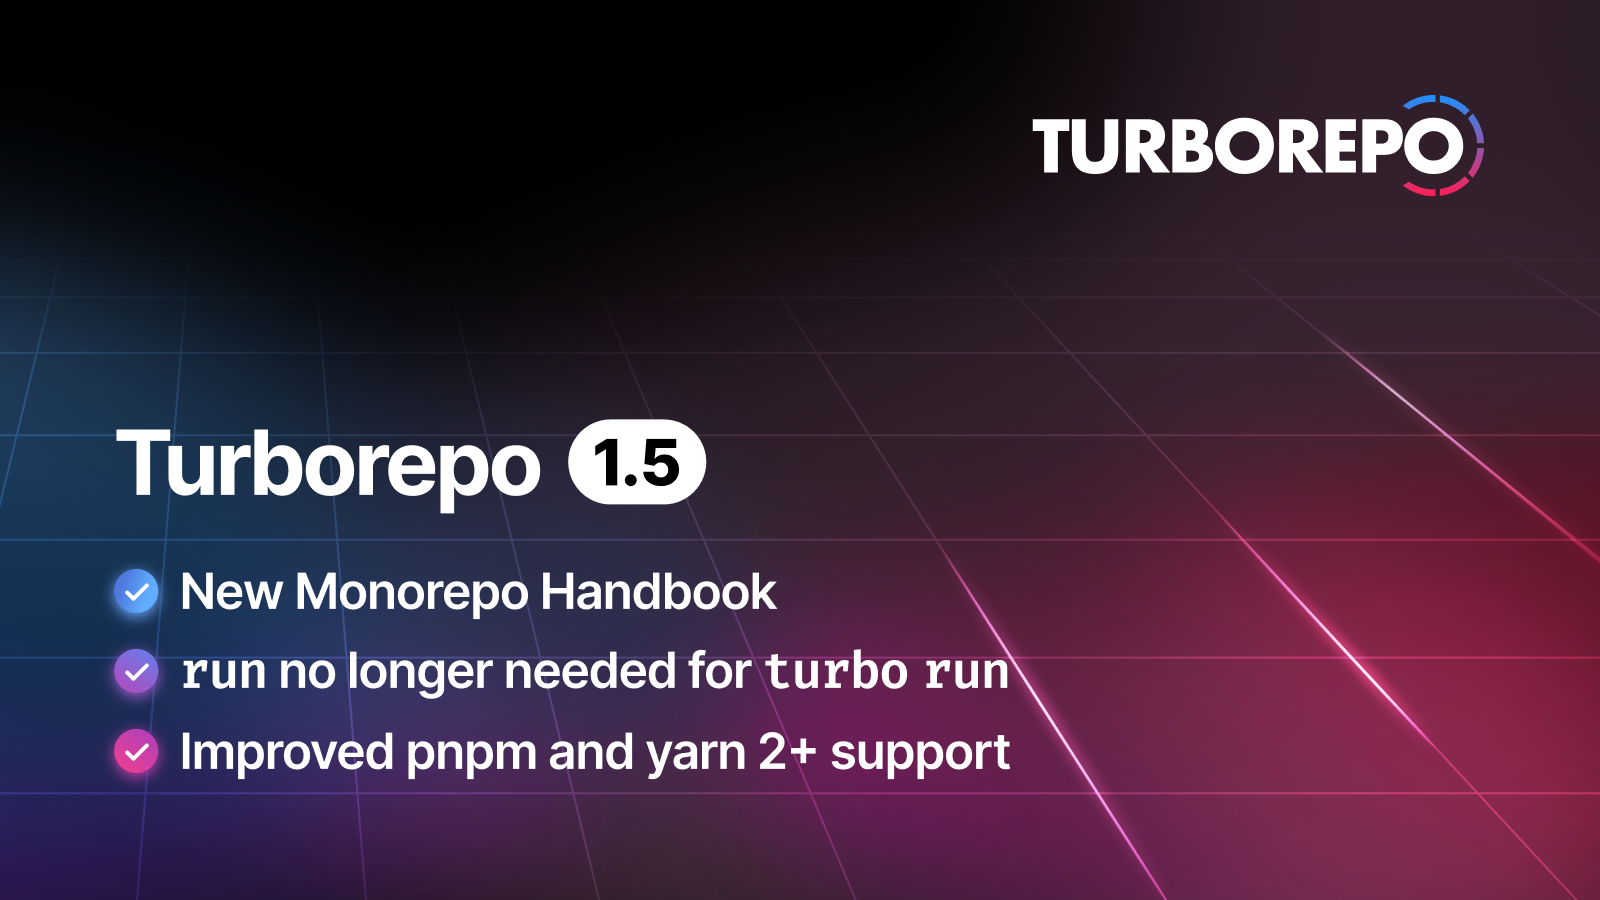 TURBOREPO
Turborepo 1.5
New Monorepo Handbook
run no longer needed for turbo run
Improved pnpm and yarn 2+ support